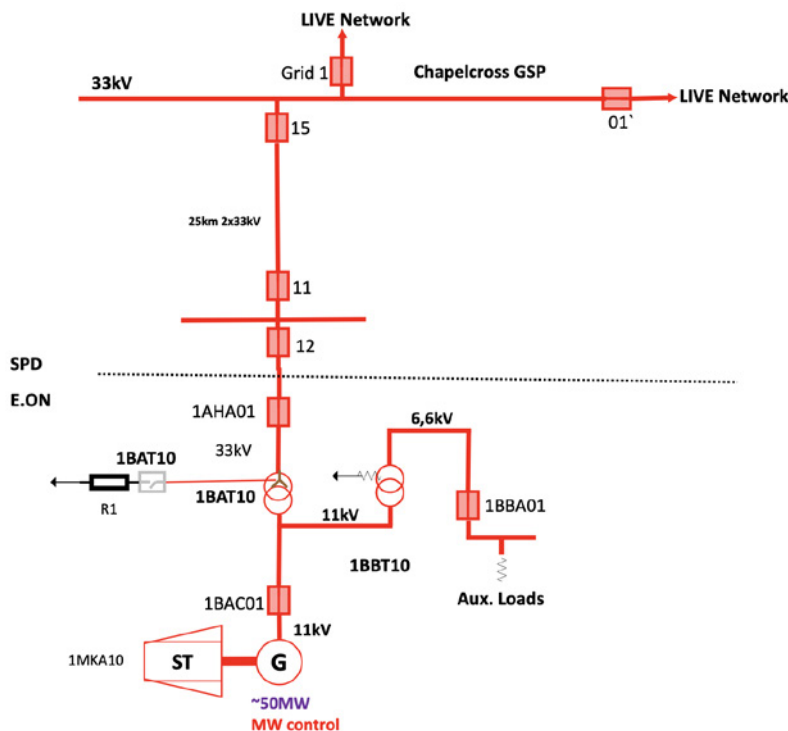 LIVE Network
Grid 1
Chapelcross GSP
33kV
LIVE Network
01`
15
25km 2x33kV
11
12
SPD
E.ON
1AHA01
6,6kV
33kV
1BAT10
1BAT10
R1
1BBA01
11kV
1BBT10
Aux. Loads
1BAC01
11kV
1MKA10
ST
G
~50MW
MW control